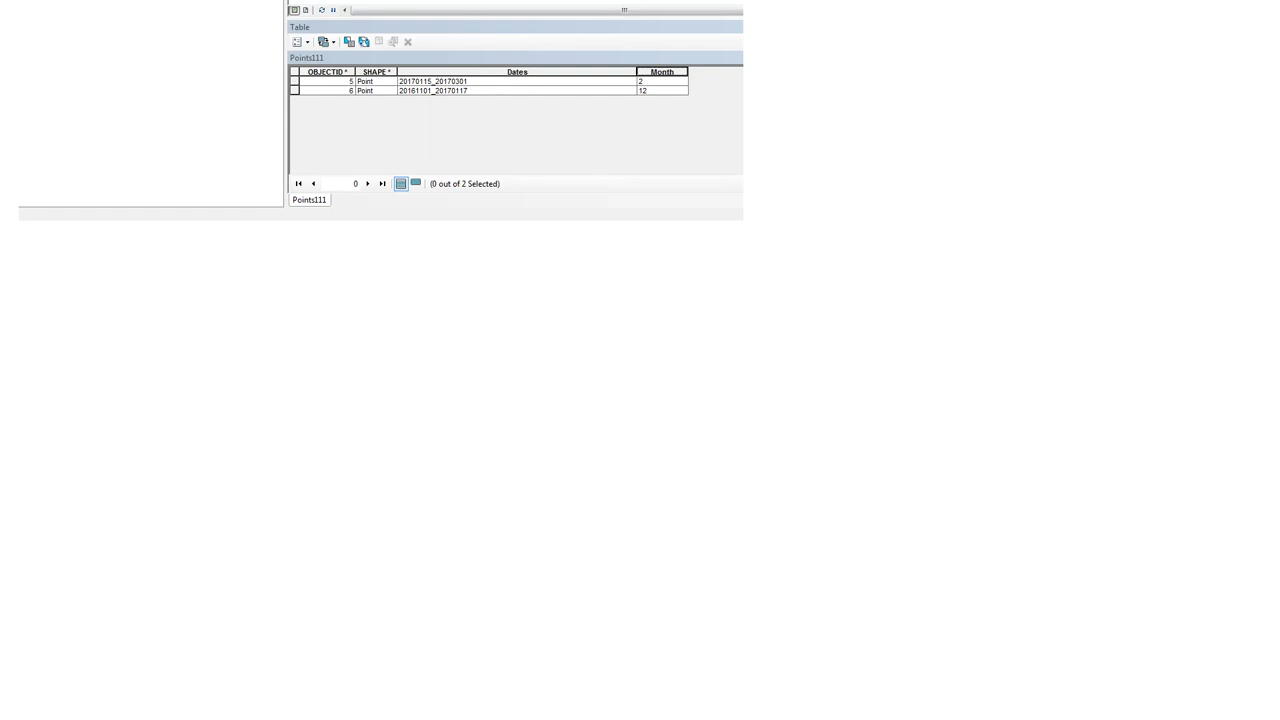 Table
Points111
OBJECTID * SHAPE * Dates Month
5 Point 20170115_20170301 2
6 Point 20161101_20170117 12
0 (0 out of 2 Selected)
Points111